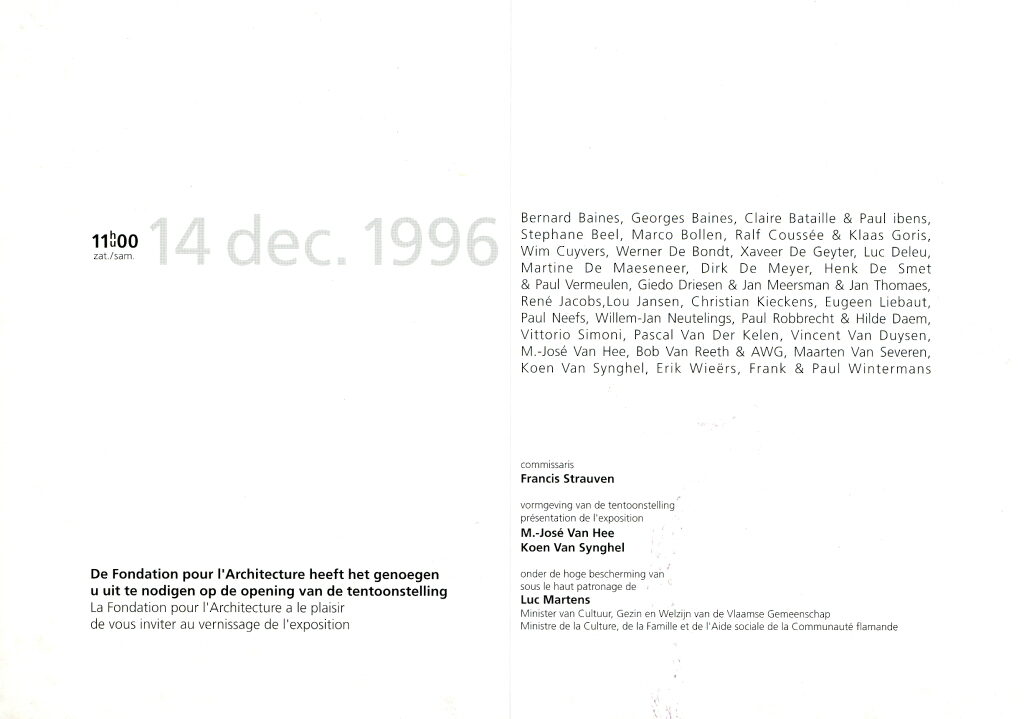 11h00
u
zat./sam.
14 dec. 1996
De Fondation pour l'Architecture heeft het genoegen
u uit te nodigen op de opening van de tentoonstelling
La Fondation pour l'Architecture a le plaisir
de vous inviter au vernissage de l'exposition
Bernard Baines, Georges Baines, Claire Bataille & Paul ibens,
Stephane Beel, Marco Bollen, Ralf Coussée & Klaas Goris,
Wim Cuyvers, Werner De Bondt, Xaveer De Geyter, Luc Deleu,
Martine De Maeseneer, Dirk De Meyer, Henk De Smet
& Paul Vermeulen, Giedo Driesen & Jan Meersman & Jan Thomaes,
René Jacobs,Lou Jansen, Christian Kieckens, Eugeen Liebaut,
Paul Neefs, Willem-Jan Neutelings, Paul Robbrecht & Hilde Daem,
Vittorio Simoni, Pascal Van Der Kelen, Vincent Van Duysen,
M.-José Van Hee, Bob Van Reeth & AWG, Maarten Van Severen,
Koen Van Synghel, Erik Wieërs, Frank & Paul Wintermans
commissaris
Francis Strauven
vormgeving van de tentoonstelling
présentation de l'exposition
M.-José Van Hee
Koen Van Synghel
onder de hoge bescherming van
sous le haut patronage de
Luc Martens
Minister van Cultuur, Gezin en Welzijn van de Vlaamse Gemeenschap
Ministre de la Culture, de la Famille et de l'Aide sociale de la Communauté flamande